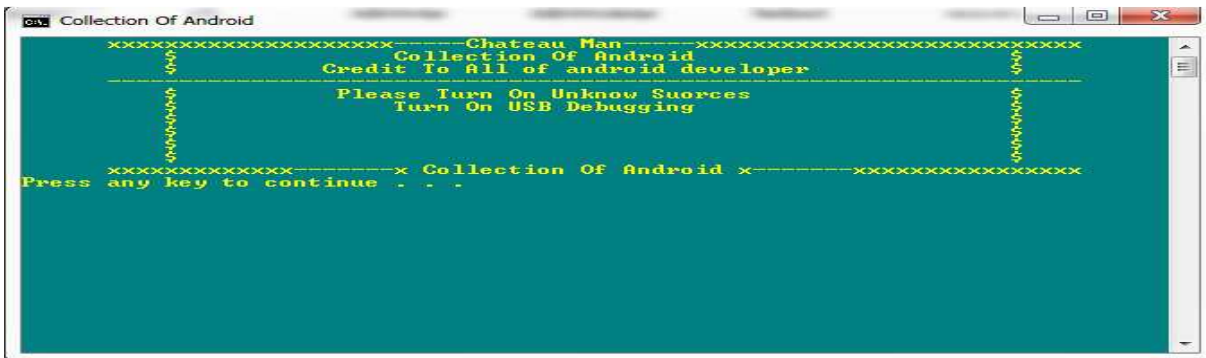 Collection Of Android
xxxxxxxxxxxxxxxxxxxx-----Chateau Man-----xxxxxxxxxxxxxxxxxxxxxxxxxxx
$ Collection Of Android $
$ Credit To All of android developer $
--------------------------------------------------------------------
$ Please Turn On Unknow Suorces $
$ Turn On USB Debugging $
$ $
$ $
$ $
$ $
xxxxxxxxxxxxx-------x Collection Of Android x-------xxxxxxxxxxxxxxxx
Press any key to continue . . .